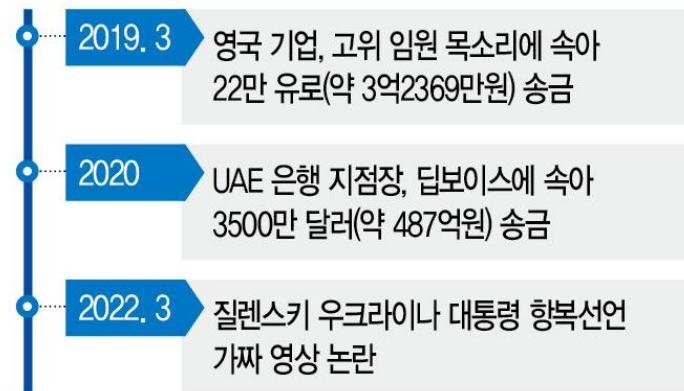 2019. 3
영국 기업, 고위 임원 목소리에 속아
22만 유로(약 3억2369만원) 송금
2020
UAE 은행 지점장, 딥보이스에 속아
3500만 달러(약 487억원) 송금
2022. 3
질렌스키 우크라이나 대통령 항복선언
가짜 영상 논란